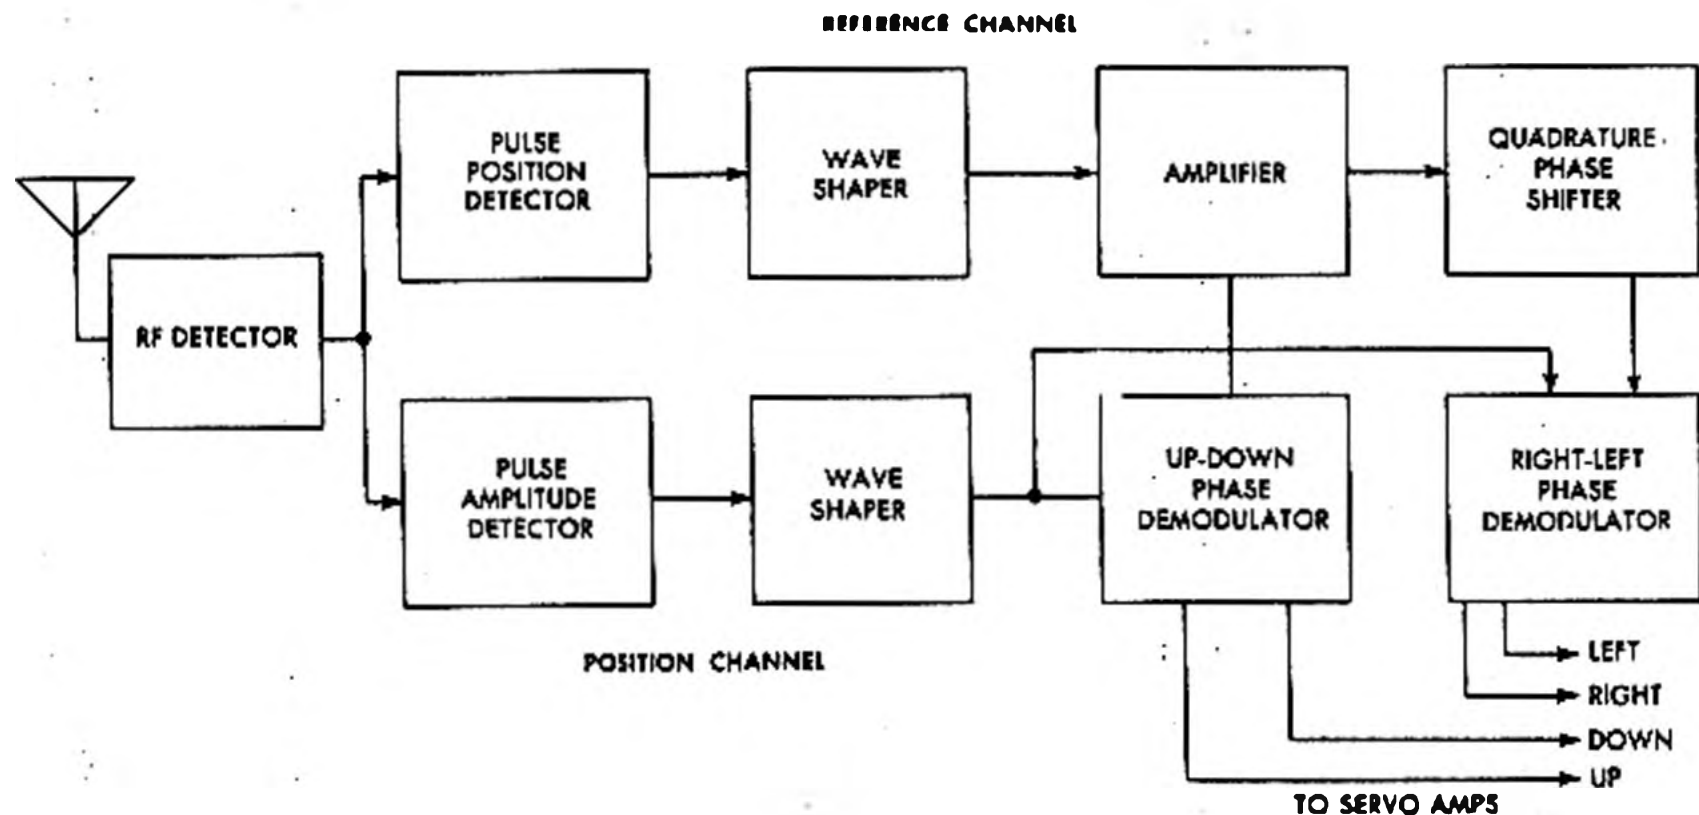 REFERENCE CHANNEL
PULSE
POSITION
DETECTOR
WAVE
SHAPER
AMPLIFIER
QUADRATURE
PHASE
SHIFTER
RF DETECTOR
PULSE
AMPLITUDE
DETECTOR
WAVE
SHAPER
UP-DOWN
PHASE
DEMODULATOR
RIGHT-LEFT
PHASE
DEMODULATOR
POSITION CHANNEL
LEFT
RIGHT
DOWN
UP
TO SERVO AMPS